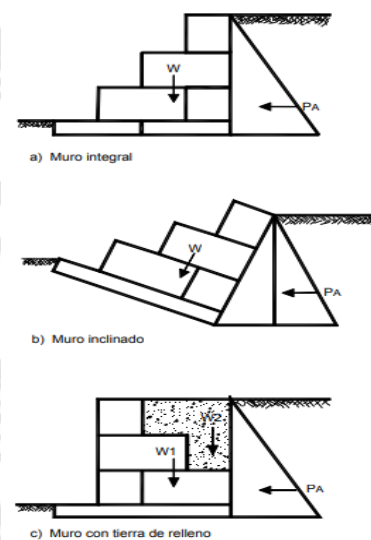 W
PA
a) Muro integral
W
PA
b) Muro inclinado
W2
W1
PA
c) Muro con tierra de relleno